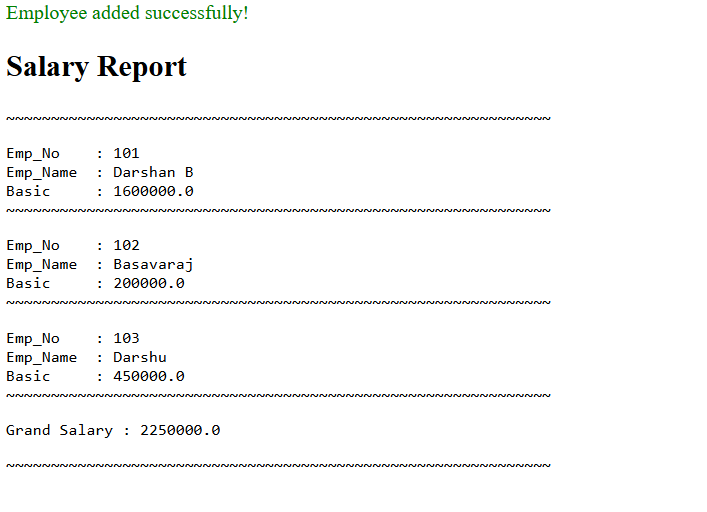 Employee added successfully!
Salary Report
~~~~~~~~~~~~~~~~~~~~~~~~~~~~~~~~~~~~~~~~~~~~~~~~~~~~~~~~~~~~~
Emp_No    : 101
Emp_Name  : Darshan B
Basic     : 1600000.0
~~~~~~~~~~~~~~~~~~~~~~~~~~~~~~~~~~~~~~~~~~~~~~~~~~~~~~~~~~~~~
Emp_No    : 102
Emp_Name  : Basavaraj
Basic     : 200000.0
~~~~~~~~~~~~~~~~~~~~~~~~~~~~~~~~~~~~~~~~~~~~~~~~~~~~~~~~~~~~~
Emp_No    : 103
Emp_Name  : Darshu
Basic     : 450000.0
~~~~~~~~~~~~~~~~~~~~~~~~~~~~~~~~~~~~~~~~~~~~~~~~~~~~~~~~~~~~~
Grand Salary : 2250000.0
~~~~~~~~~~~~~~~~~~~~~~~~~~~~~~~~~~~~~~~~~~~~~~~~~~~~~~~~~~~~~